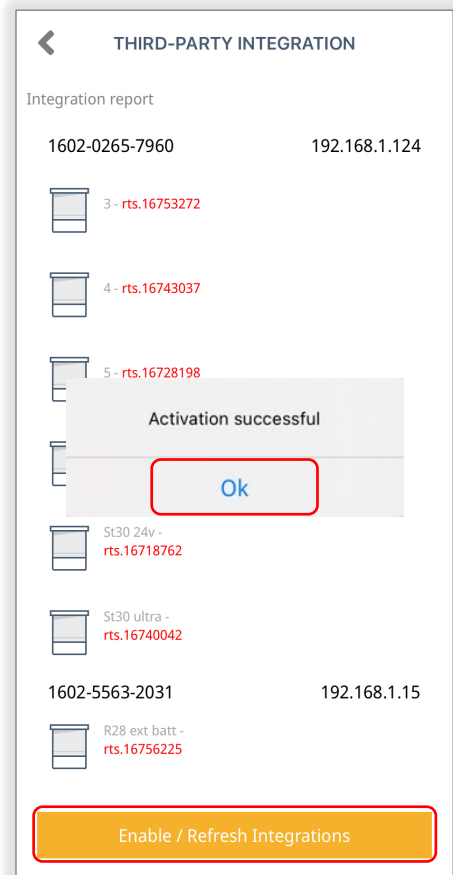 THIRD-PARTY INTEGRATION
Integration report
1602-0265-7960 192.168.1.124
3 - rts.16753272
4 - rts.16743037
5 - rts.16728198
Activation successful
Ok
St30 24v -
rts.16718762
St30 ultra -
rts.16740042
1602-5563-2031 192.168.1.15
R28 ext batt -
rts.16756225
Enable / Refresh Integrations